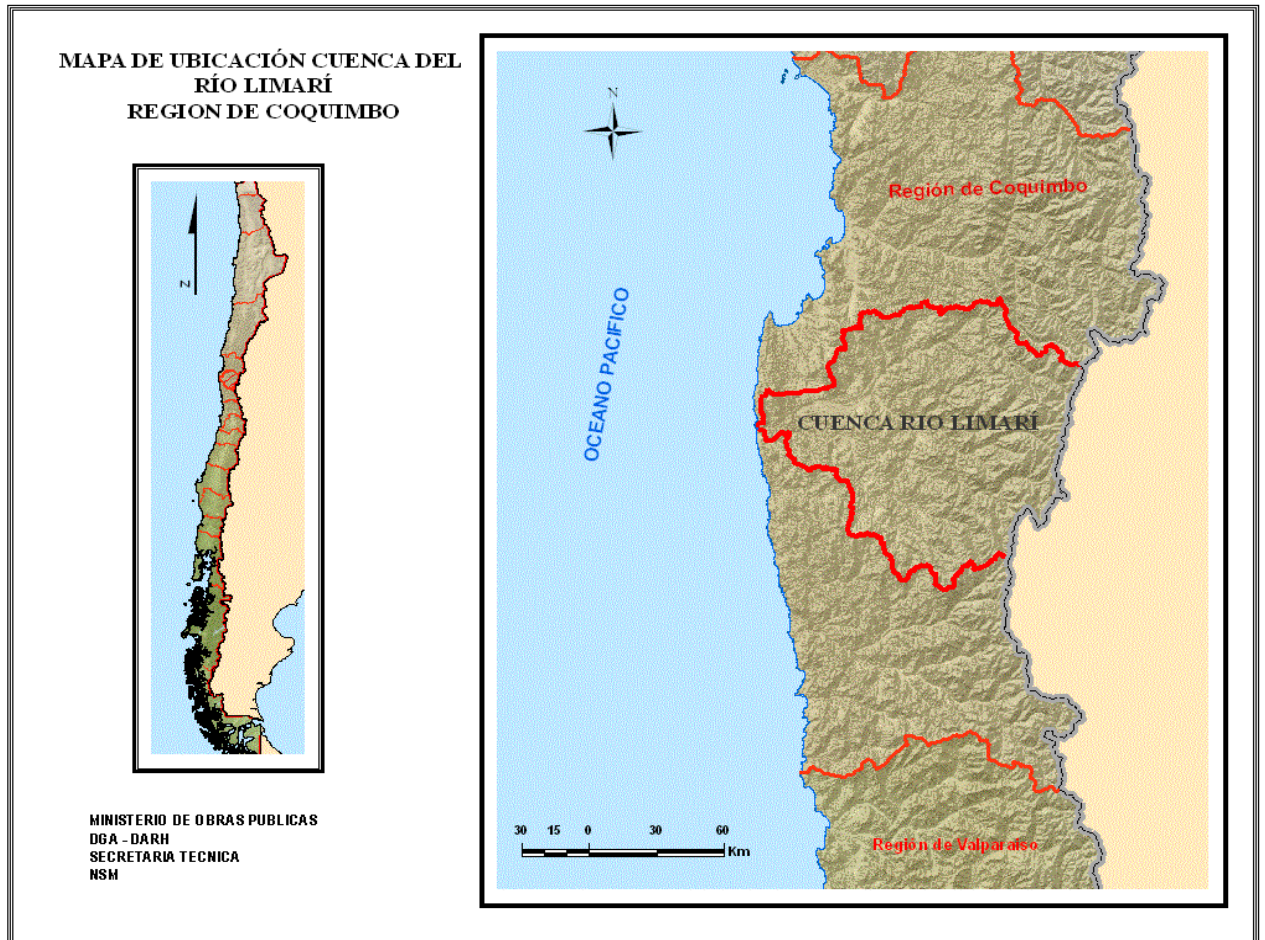 MAPA DE UBICACIÓN CUENCA DEL
RÍO LIMARÍ
REGION DE COQUIMBO
N
N
Región de Coquimbo
OCEANO PACIFICO
CUENCA RIO LIMARÍ
Región de Valparaiso
30 15 0 30 60
Km
MINISTERIO DE OBRAS PUBLICAS
DGA - DARH
SECRETARIA TECNICA
NSM